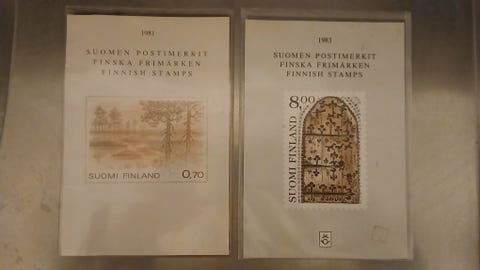 1981
SUOMEN POSTIMERKIT
FINSKA FRIMÄRKEN
FINNISH STAMPS
SUOMI FINLAND 0,70
1983
SUOMEN POSTIMERKIT
FINSKA FRIMÄRKEN
FINNISH STAMPS
8,00
SUOMI FINLAND